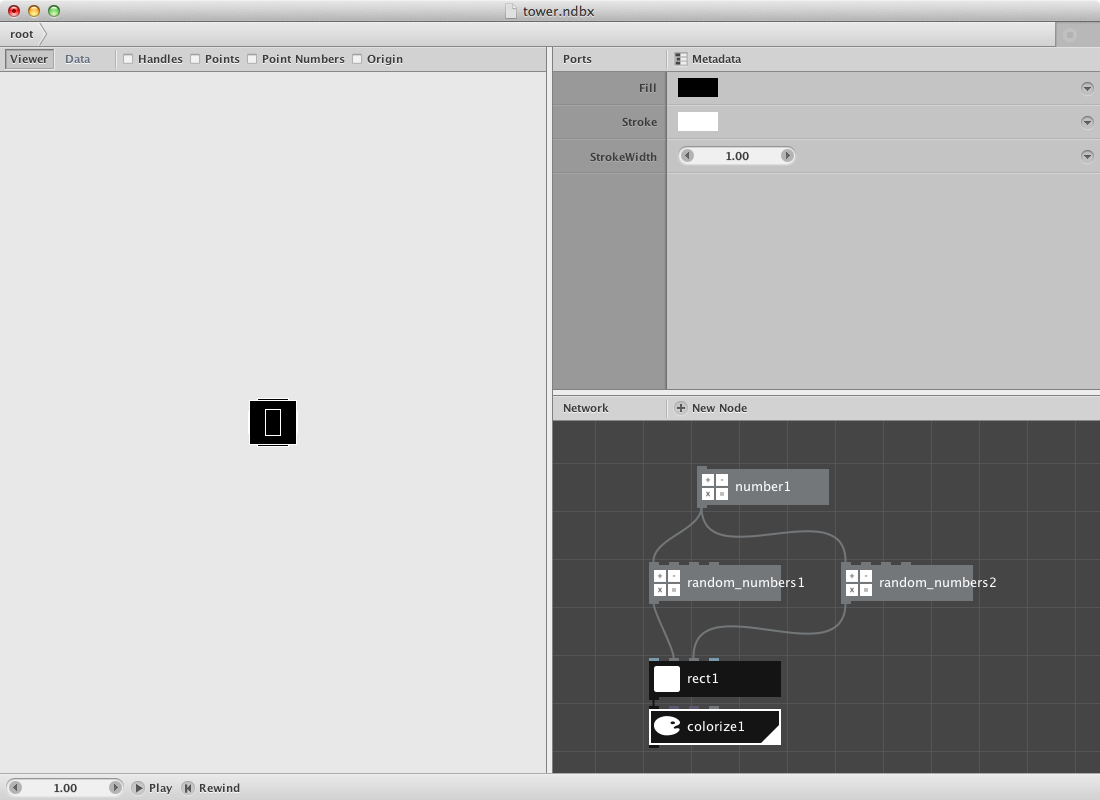 tower.ndbx
root
Viewer Data Handles Points Point Numbers Origin
Ports Metadata
Fill
Stroke
StrokeWidth 1.00
Network New Node
number1
random_numbers1 random_numbers2
rect1
colorize1
1.00 Play Rewind